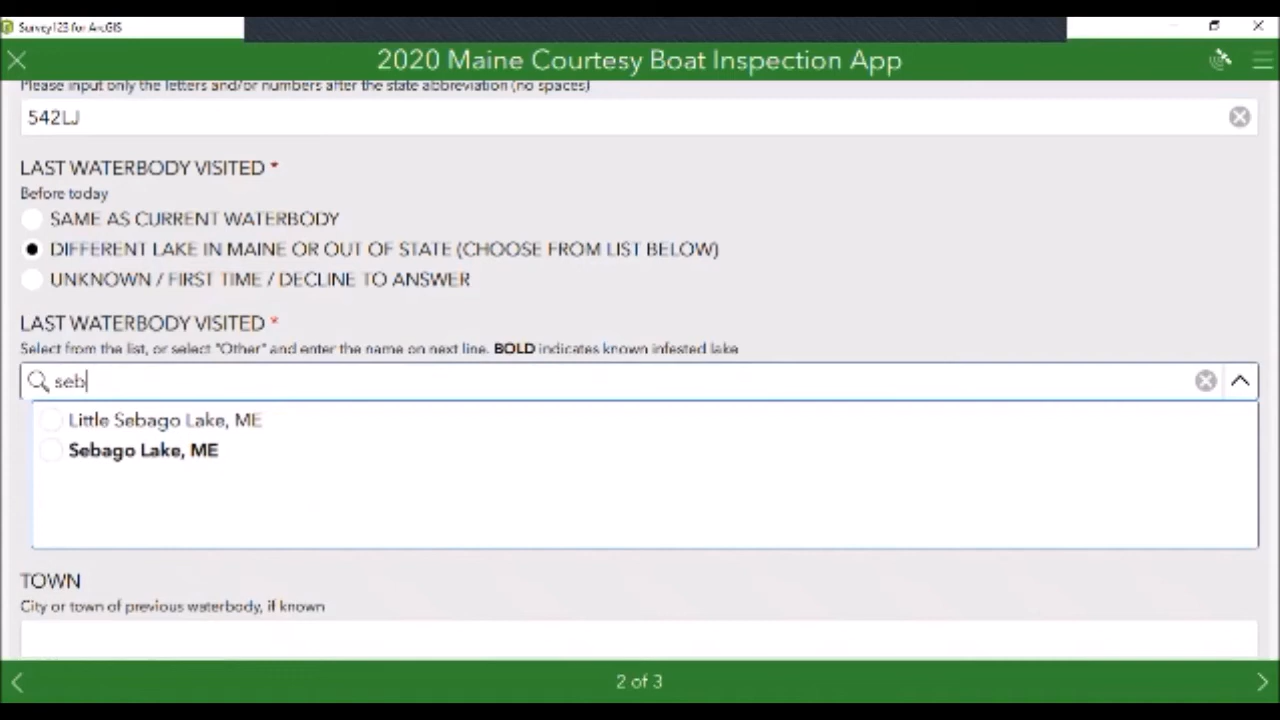 Survey123 for ArcGIS
2020 Maine Courtesy Boat Inspection App
Please input only the letters and/or numbers after the state abbreviation (no spaces)
542LJ
LAST WATERBODY VISITED *
Before today
SAME AS CURRENT WATERBODY
DIFFERENT LAKE IN MAINE OR OUT OF STATE (CHOOSE FROM LIST BELOW)
UNKNOWN / FIRST TIME / DECLINE TO ANSWER
LAST WATERBODY VISITED *
Select from the list, or select "Other" and enter the name on next line. BOLD indicates known infested lake
seb
Little Sebago Lake, ME
Sebago Lake, ME
TOWN
City or town of previous waterbody, if known
2 of 3